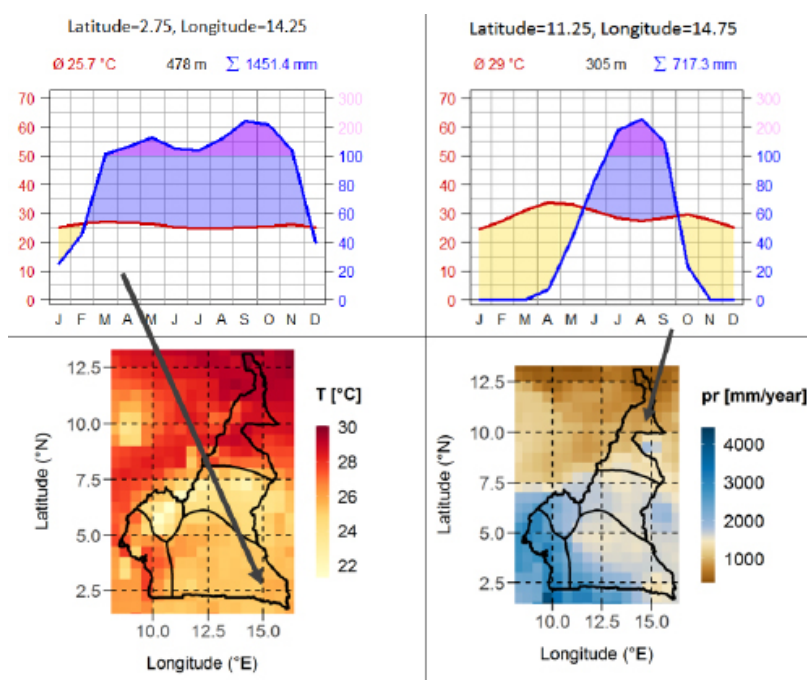 Latitude=2.75, Longitude=14.25
Ø 25.7 °C 478 m Σ 1451.4 mm
70 300
60 200
50 100
40 80
30 60
20 40
10 20
0 0
J F M A M J J A S O N D
Latitude=11.25, Longitude=14.75
Ø 29 °C 305 m Σ 717.3 mm
70 300
60 200
50 100
40 80
30 60
20 40
10 20
0 0
J F M A M J J A S O N D
Latitude (°N)
12.5
10.0
7.5
5.0
2.5
10.0 12.5 15.0
Longitude (°E)
T [°C]
30
28
26
24
22
Latitude (°N)
12.5
10.0
7.5
5.0
2.5
10.0 12.5 15.0
Longitude (°E)
pr [mm/year]
4000
3000
2000
1000